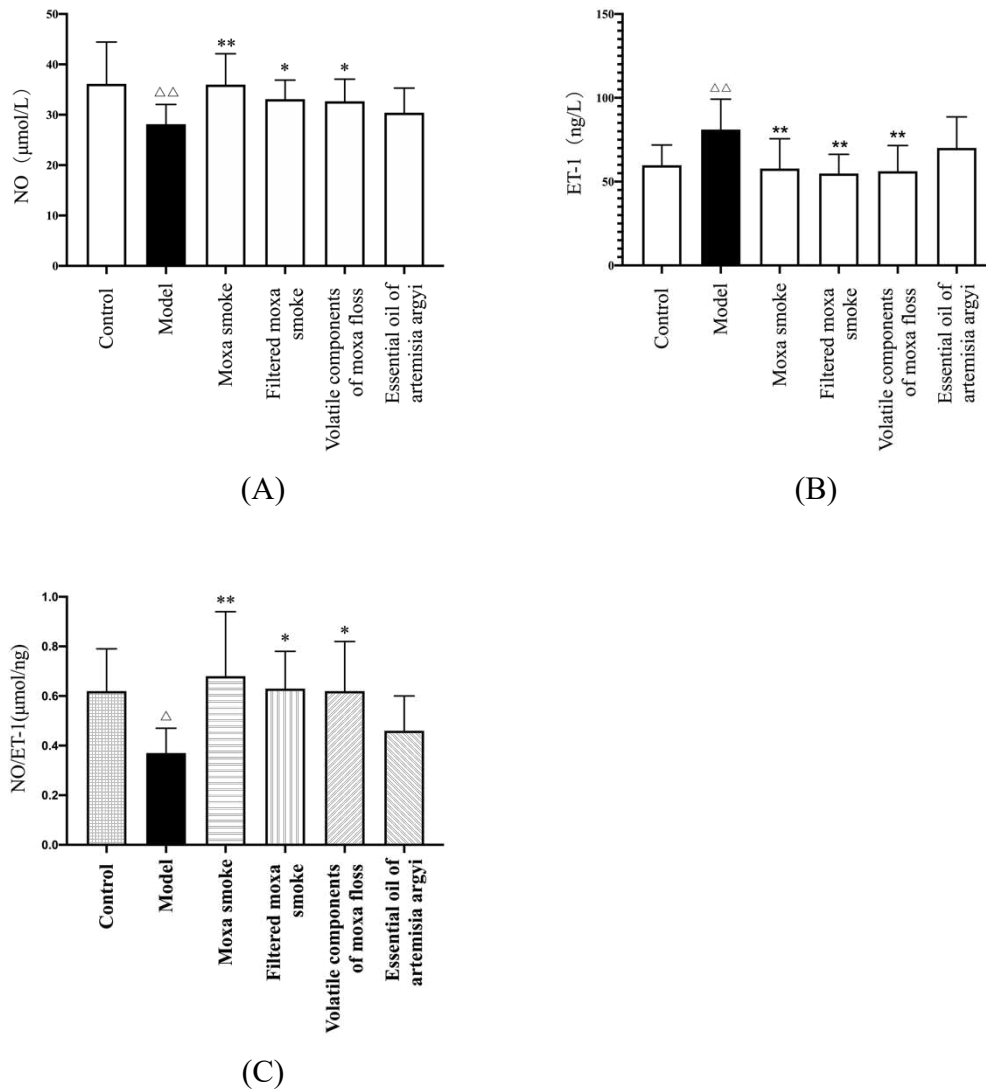 50
40
30
20
10
0
NO (μmol/L)
△△
**
*
*
Control
Model
Moxa smoke
Filtered moxa
smoke
Volatile components
of moxa floss
Essential oil of
artemisia argyi
(A)
150
100
50
0
ET-1 (ng/L)
△△
**
**
**
Control
Model
Moxa smoke
Filtered moxa
smoke
Volatile components
of moxa floss
Essential oil of
artemisia argyi
(B)
1.0
0.8
0.6
0.4
0.2
0.0
NO/ET-1(μmol/ng)
△
**
*
*
Control
Model
Moxa smoke
Filtered moxa
smoke
Volatile components
of moxa floss
Essential oil of
artemisia argyi
(C)